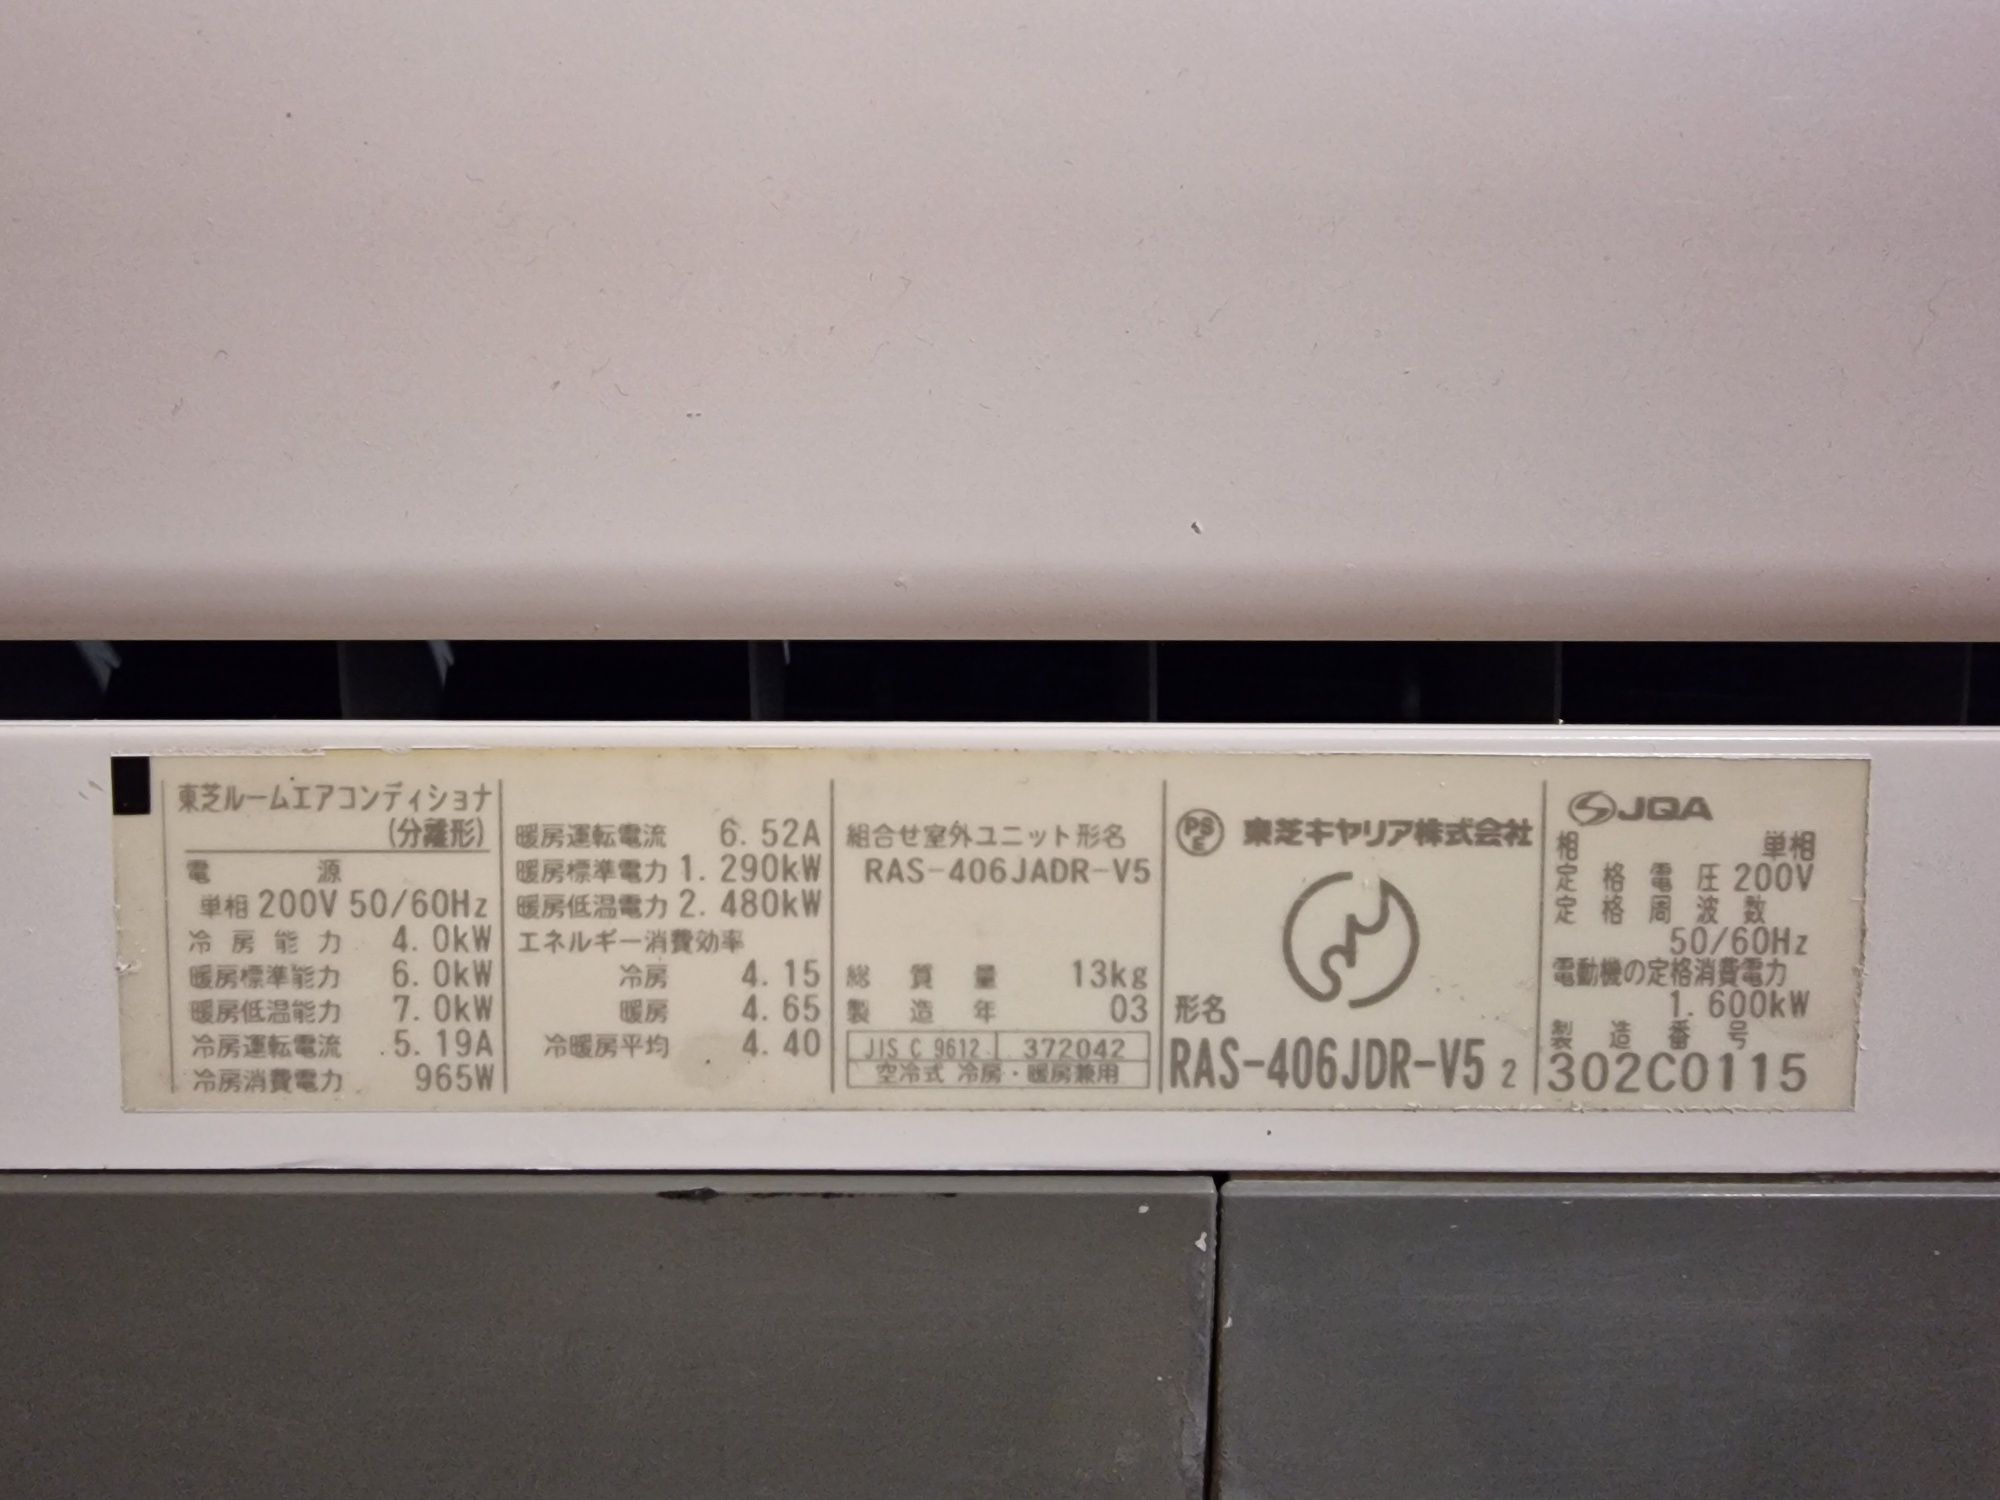 東芝ルームエアコンディショナ
(分離形)
電源
単相 200V 50/60Hz
冷房能力 4.0kW
暖房標準能力 6.0kW
暖房低温能力 7.0kW
冷房運転電流 5.19A
冷房消費電力 965W
暖房運転電流 6.52A
暖房標準電力 1.290kW
暖房低温電力 2.480kW
エネルギー消費効率
冷房 4.15
暖房 4.65
冷暖房平均 4.40
組合せ室外ユニット形名
RAS-406JADR-V5
総質量 13kg
製造年 03
JIS C 9612 372042
空冷式 冷房・暖房兼用
PSE 東芝キヤリア株式会社
形名
RAS-406JDR-V5 2
JQA
相 単相
定格電圧 200V
定格周波数
50/60Hz
電動機の定格消費電力
1.600kW
製造番号
302C0115